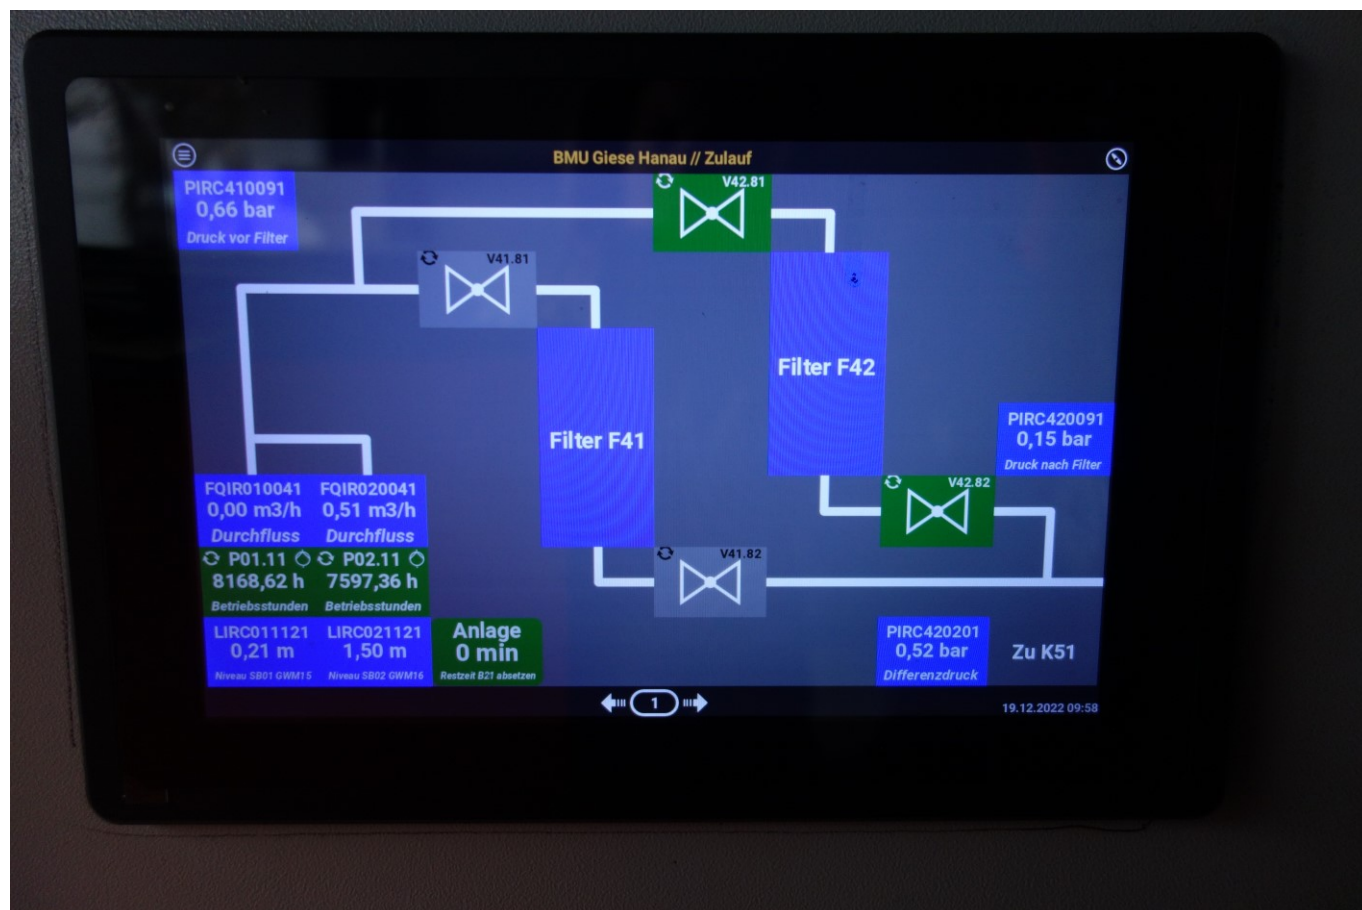 BMU Giese Hanau // Zulauf
PIRC410091
0,66 bar
Druck vor Filter
V42.81
V41.81
Filter F42
Filter F41
PIRC420091
0,15 bar
Druck nach Filter
V42.82
FQIR010041
0,00 m3/h
Durchfluss
FQIR020041
0,51 m3/h
Durchfluss
P01.11
8168,62 h
Betriebsstunden
P02.11
7597,36 h
Betriebsstunden
V41.82
LIRC011121
0,21 m
Niveau SB01 GWM15
LIRC021121
1,50 m
Niveau SB02 GWM16
Anlage
0 min
Restzeit B21 absetzen
PIRC420201
0,52 bar
Differenzdruck
Zu K51
1
19.12.2022 09:58